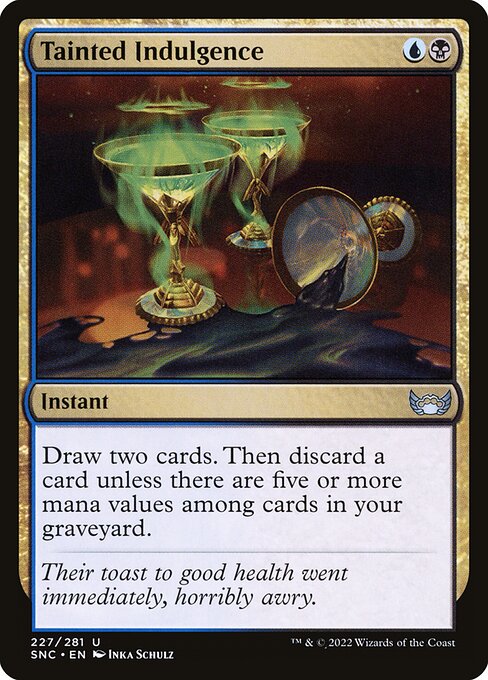 Tainted Indulgence
Instant
Draw two cards. Then discard a
card unless there are five or more
mana values among cards in your
graveyard.
Their toast to good health went
immediately, horribly awry.
227/281 U
SNC • EN Inka Schulz
™ & © 2022 Wizards of the Coast